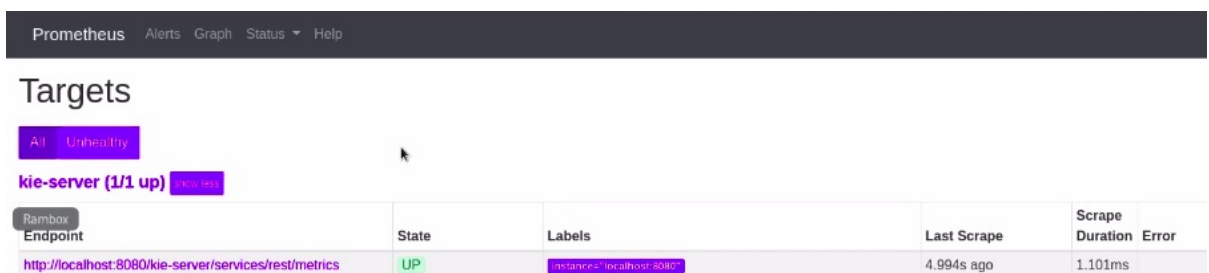 Prometheus Alerts Graph Status Help
Targets
All Unhealthy
kie-server (1/1 up) show less
Rambox
Endpoint State Labels Last Scrape Scrape Duration Error
http://localhost:8080/kie-server/services/rest/metrics UP instance="localhost:8080" 4.994s ago 1.101ms